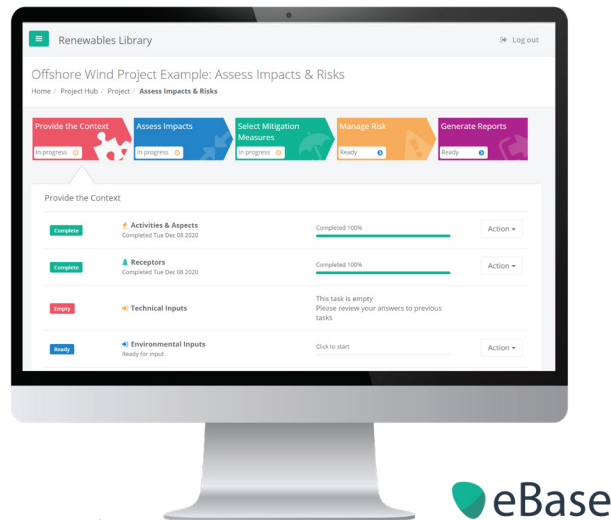 Renewables Library
Log out
Offshore Wind Project Example: Assess Impacts & Risks
Home / Project Hub / Project / Assess Impacts & Risks
Provide the Context
In progress
Assess Impacts
In progress
Select Mitigation
Measures
In progress
Manage Risk
Ready
Generate Reports
Ready
Provide the Context
Complete
Activities & Aspects
Completed Tue Dec 08 2020
Completed 100%
Action
Complete
Receptors
Completed Tue Dec 08 2020
Completed 100%
Action
Empty
Technical Inputs
This task is empty
Please review your answers to previous
tasks
Ready
Environmental Inputs
Ready for input
Click to start
Action
eBase